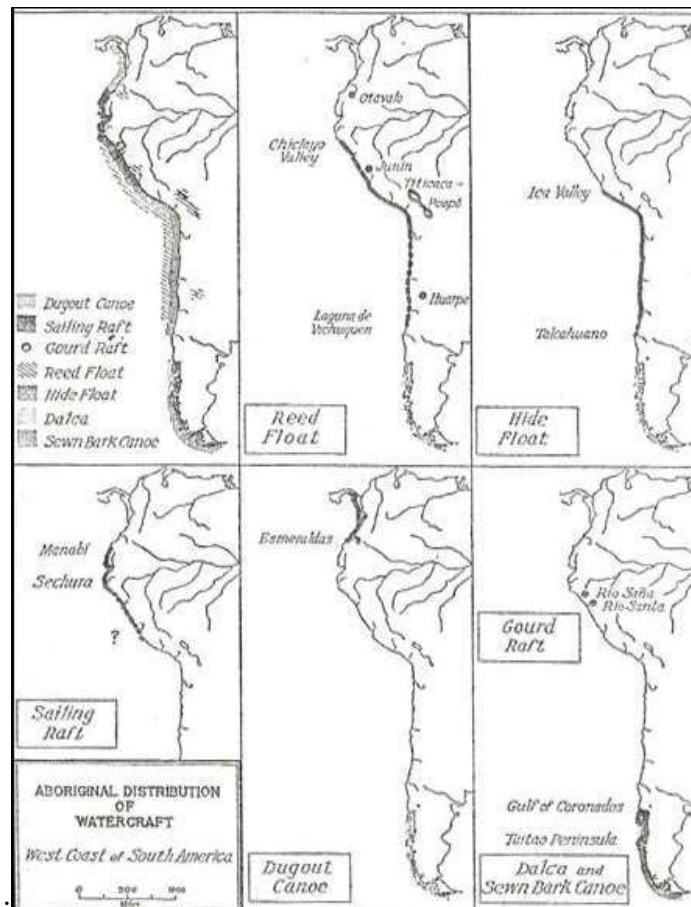 Dugout Canoe
Sailing Raft
Gourd Raft
Reed Float
Hide Float
Dalca
Sewn Bark Canoe
Otavalo
Chiclayo
Valley
Junin
Titicaca -
Poopó
Huarpe
Laguna de
Vichuquen
Reed
Float
Ica Valley
Talcahuano
Hide
Float
Manabí
Sechura
?
Sailing
Raft
ABORIGINAL DISTRIBUTION
OF
WATERCRAFT
West Coast of South America
0
Miles
Esmeraldas
Dugout
Canoe
Rio Saña
Rio Santa
Gourd
Raft
Gulf of Coronados
Taitao Peninsula
Dalca and
Sewn Bark Canoe